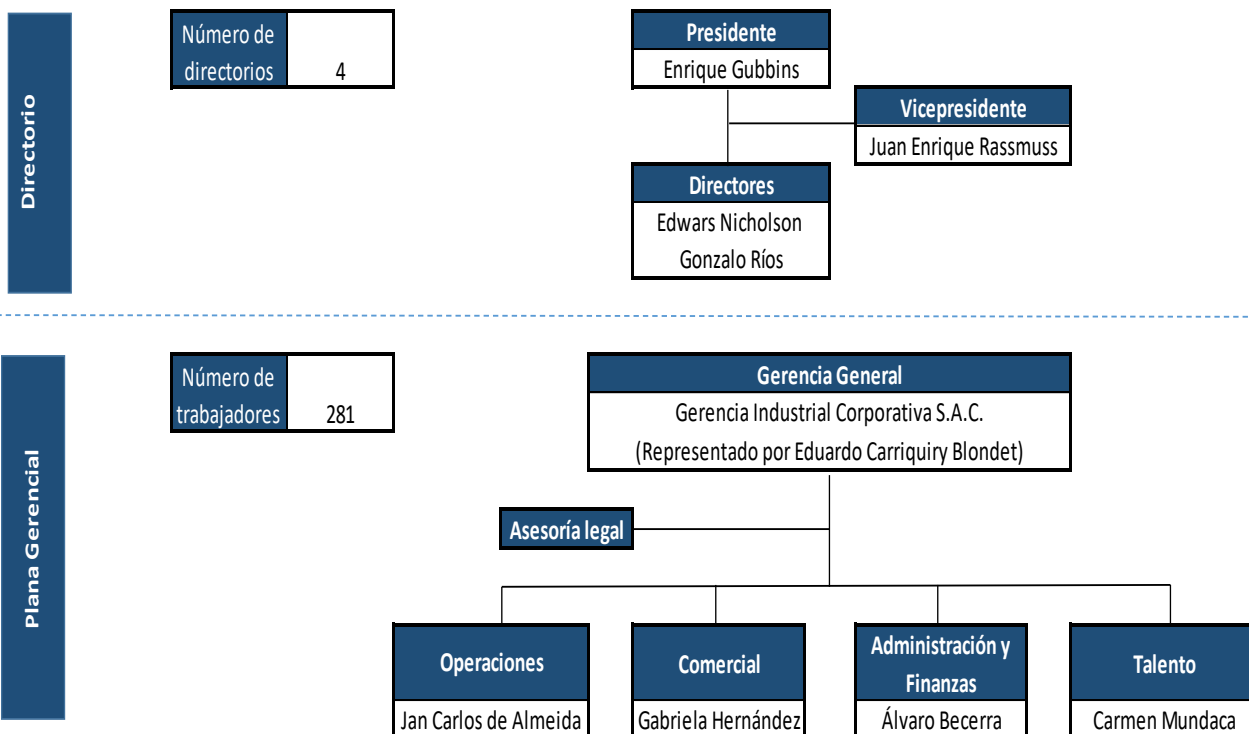 Directorio
Número de
directorios 4
Presidente
Enrique Gubbins
Vicepresidente
Juan Enrique Rassmuss
Directores
Edwars Nicholson
Gonzalo Ríos
Plana Gerencial
Número de
trabajadores 281
Gerencia General
Gerencia Industrial Corporativa S.A.C.
(Representado por Eduardo Carriquiry Blondet)
Asesoría legal
Operaciones
Jan Carlos de Almeida
Comercial
Gabriela Hernández
Administración y
Finanzas
Álvaro Becerra
Talento
Carmen Mundaca